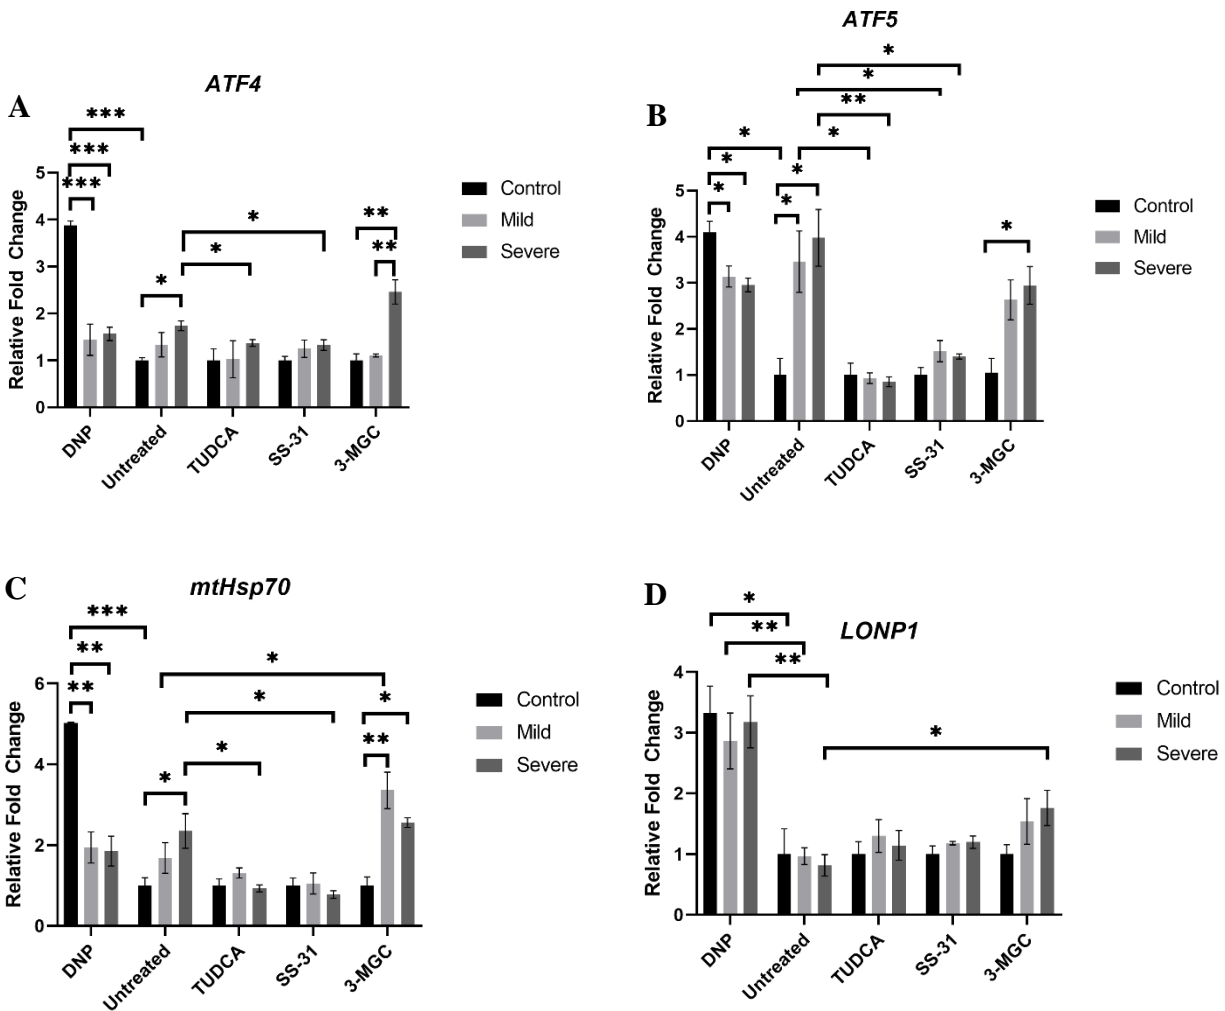 ATF4
A
***
***
***
*
*
*
**
**
Relative Fold Change
5
4
3
2
1
0
DNP
Untreated
TUDCA
SS-31
3-MGC
Control
Mild
Severe
ATF5
B
*
*
**
*
*
*
*
*
*
*
Relative Fold Change
5
4
3
2
1
0
DNP
Untreated
TUDCA
SS-31
3-MGC
Control
Mild
Severe
C
mtHsp70
***
**
**
*
*
*
*
*
**
Relative Fold Change
6
4
2
0
DNP
Untreated
TUDCA
SS-31
3-MGC
Control
Mild
Severe
D
LONP1
*
**
**
*
Relative Fold Change
4
3
2
1
0
DNP
Untreated
TUDCA
SS-31
3-MGC
Control
Mild
Severe